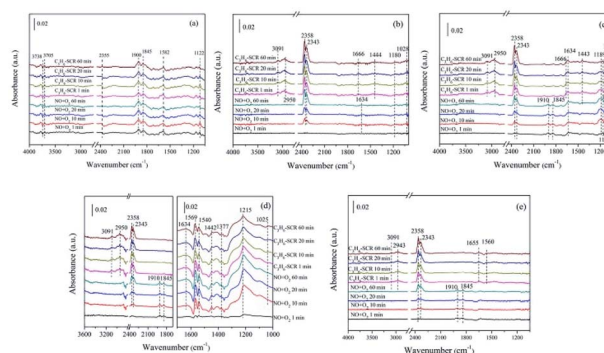 0.02
(a)
3738 3705
2355
1900 1845
1582
1122
C₃H₆-SCR 60 min
C₃H₆-SCR 20 min
C₃H₆-SCR 10 min
C₃H₆-SCR 1 min
NO+O₂ 60 min
NO+O₂ 20 min
NO+O₂ 10 min
NO+O₂ 1 min
Absorbance (a.u.)
4000 3000 2400 2000 1600 1200
Wavenumber (cm⁻¹)
0.02
(b)
2358
2343
3091
2950
1666
1634
1444
1180
1028
C₃H₆-SCR 60 min
C₃H₆-SCR 20 min
C₃H₆-SCR 10 min
C₃H₆-SCR 1 min
NO+O₂ 60 min
NO+O₂ 20 min
NO+O₂ 10 min
NO+O₂ 1 min
Absorbance (a.u.)
4000 3000 2400 2000 1600 1200
Wavenumber (cm⁻¹)
0.02
2358
2343
3091 2950
1666
1634
1443
1910 1845
C₃H₆-SCR 60 min
C₃H₆-SCR 20 min
C₃H₆-SCR 10 min
C₃H₆-SCR 1 min
NO+O₂ 60 min
NO+O₂ 20 min
NO+O₂ 10 min
NO+O₂ 1 min
Absorbance (a.u.)
4000 3000 2400 2000 1600 1200
Wavenumber (cm⁻¹)
0.02
2358
2343
3091
2950
1910 1845
Absorbance (a.u.)
3600 3000 2400 1800
0.02
(d)
1634
1569
1540
1442
1377
1215
1025
C₃H₆-SCR 60 min
C₃H₆-SCR 20 min
C₃H₆-SCR 10 min
C₃H₆-SCR 1 min
NO+O₂ 60 min
NO+O₂ 20 min
NO+O₂ 10 min
NO+O₂ 1 min
1600 1400 1200 1000
Wavenumber (cm⁻¹)
0.02
(e)
2358
2343
3091
2943
1655
1560
1910 1845
C₃H₆-SCR 60 min
C₃H₆-SCR 20 min
C₃H₆-SCR 10 min
C₃H₆-SCR 1 min
NO+O₂ 60 min
NO+O₂ 20 min
NO+O₂ 10 min
NO+O₂ 1 min
Absorbance (a.u.)
4000 3000 2400 2000 1600 1200
Wavenumber (cm⁻¹)